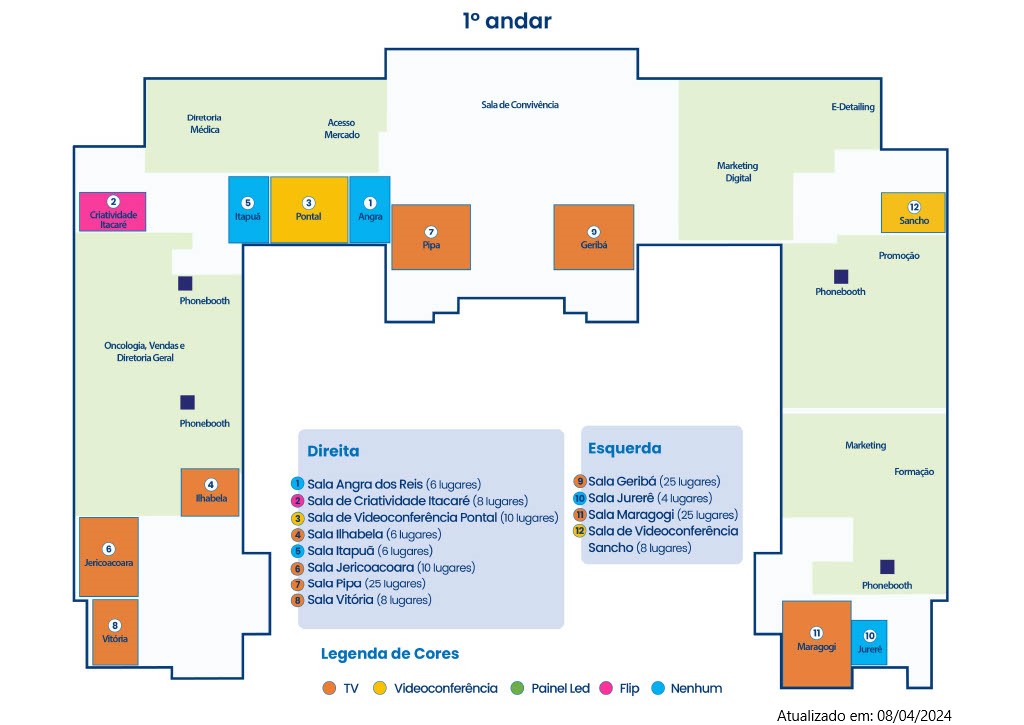 1º andar
Sala de Convivência
Diretoria
Médica
Acesso
Mercado
E-Detailing
Marketing
Digital
2
Criatividade
Itacaré
5
Itapuã
3
Pontal
1
Angra
7
Pipa
9
Geribá
12
Sancho
Promoção
Phonebooth
Phonebooth
Oncologia, Vendas e
Diretoria Geral
Phonebooth
Marketing
Formação
4
Ilhabela
6
Jericoacoara
8
Vitória
Phonebooth
11
Maragogi
10
Jurerê
Direita
1 Sala Angra dos Reis (6 lugares)
2 Sala de Criatividade Itacaré (8 lugares)
3 Sala de Videoconferência Pontal (10 lugares)
4 Sala Ilhabela (6 lugares)
5 Sala Itapuã (6 lugares)
6 Sala Jericoacoara (10 lugares)
7 Sala Pipa (25 lugares)
8 Sala Vitória (8 lugares)
Esquerda
9 Sala Geribá (25 lugares)
10 Sala Jurerê (4 lugares)
11 Sala Maragogi (25 lugares)
12 Sala de Videoconferência
Sancho (8 lugares)
Legenda de Cores
TV Videoconferência Painel Led Flip Nenhum
Atualizado em: 08/04/2024